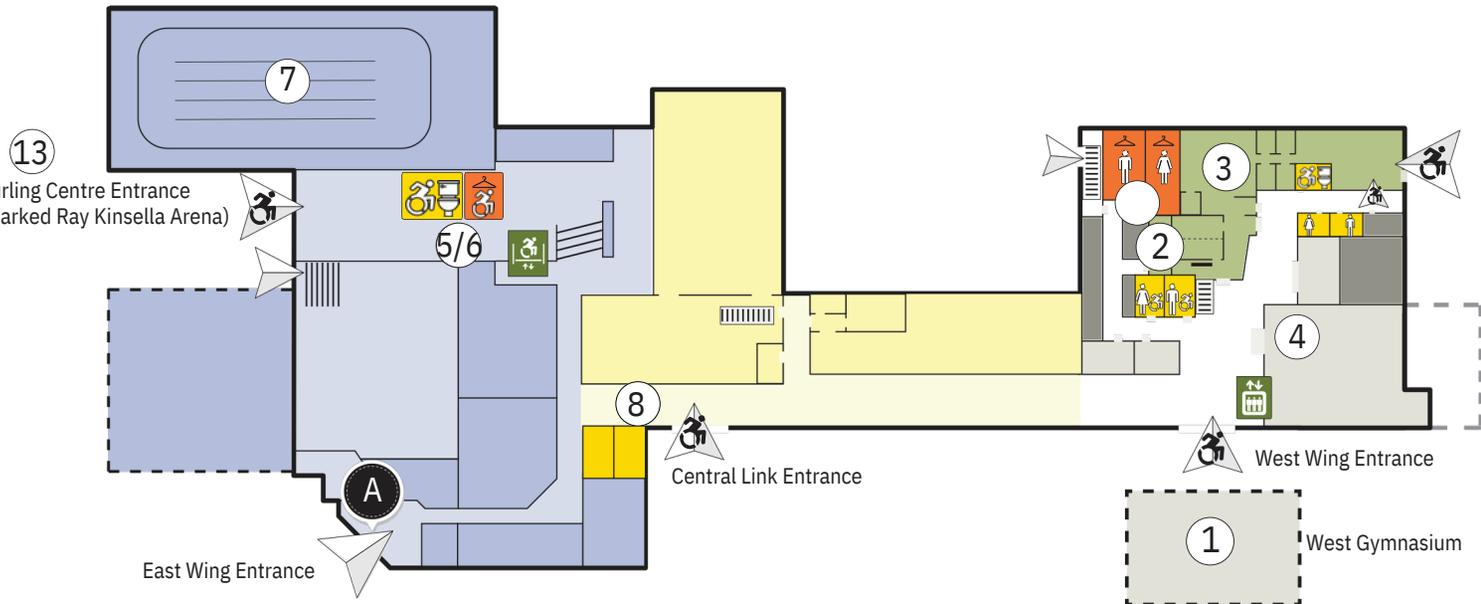 7
13
urling Centre Entrance
arked Ray Kinsella Arena)
5/6
3
2
4
8
Central Link Entrance
West Wing Entrance
A
East Wing Entrance
1
West Gymnasium